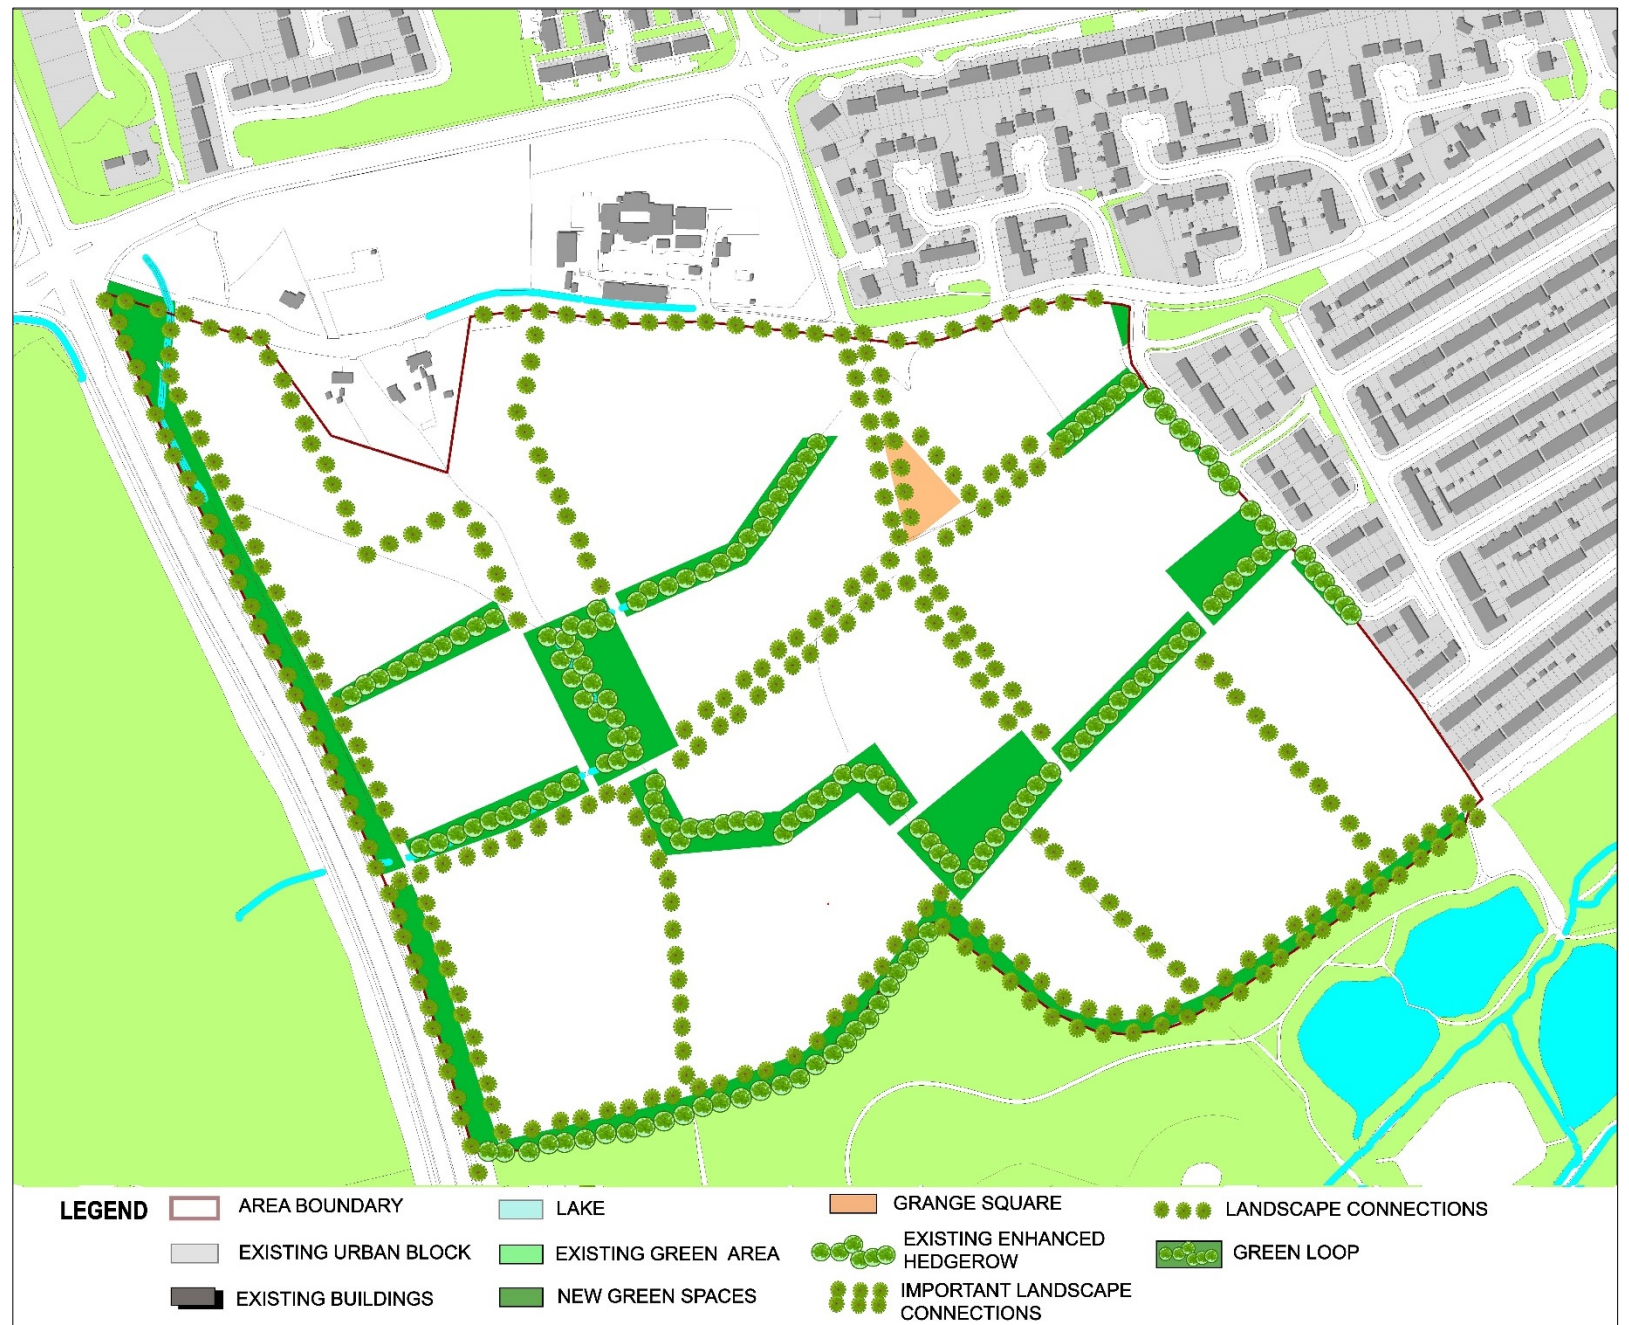 LEGEND
AREA BOUNDARY
EXISTING URBAN BLOCK
EXISTING BUILDINGS
LAKE
EXISTING GREEN AREA
NEW GREEN SPACES
GRANGE SQUARE
EXISTING ENHANCED
HEDGEROW
IMPORTANT LANDSCAPE
CONNECTIONS
LANDSCAPE CONNECTIONS
GREEN LOOP